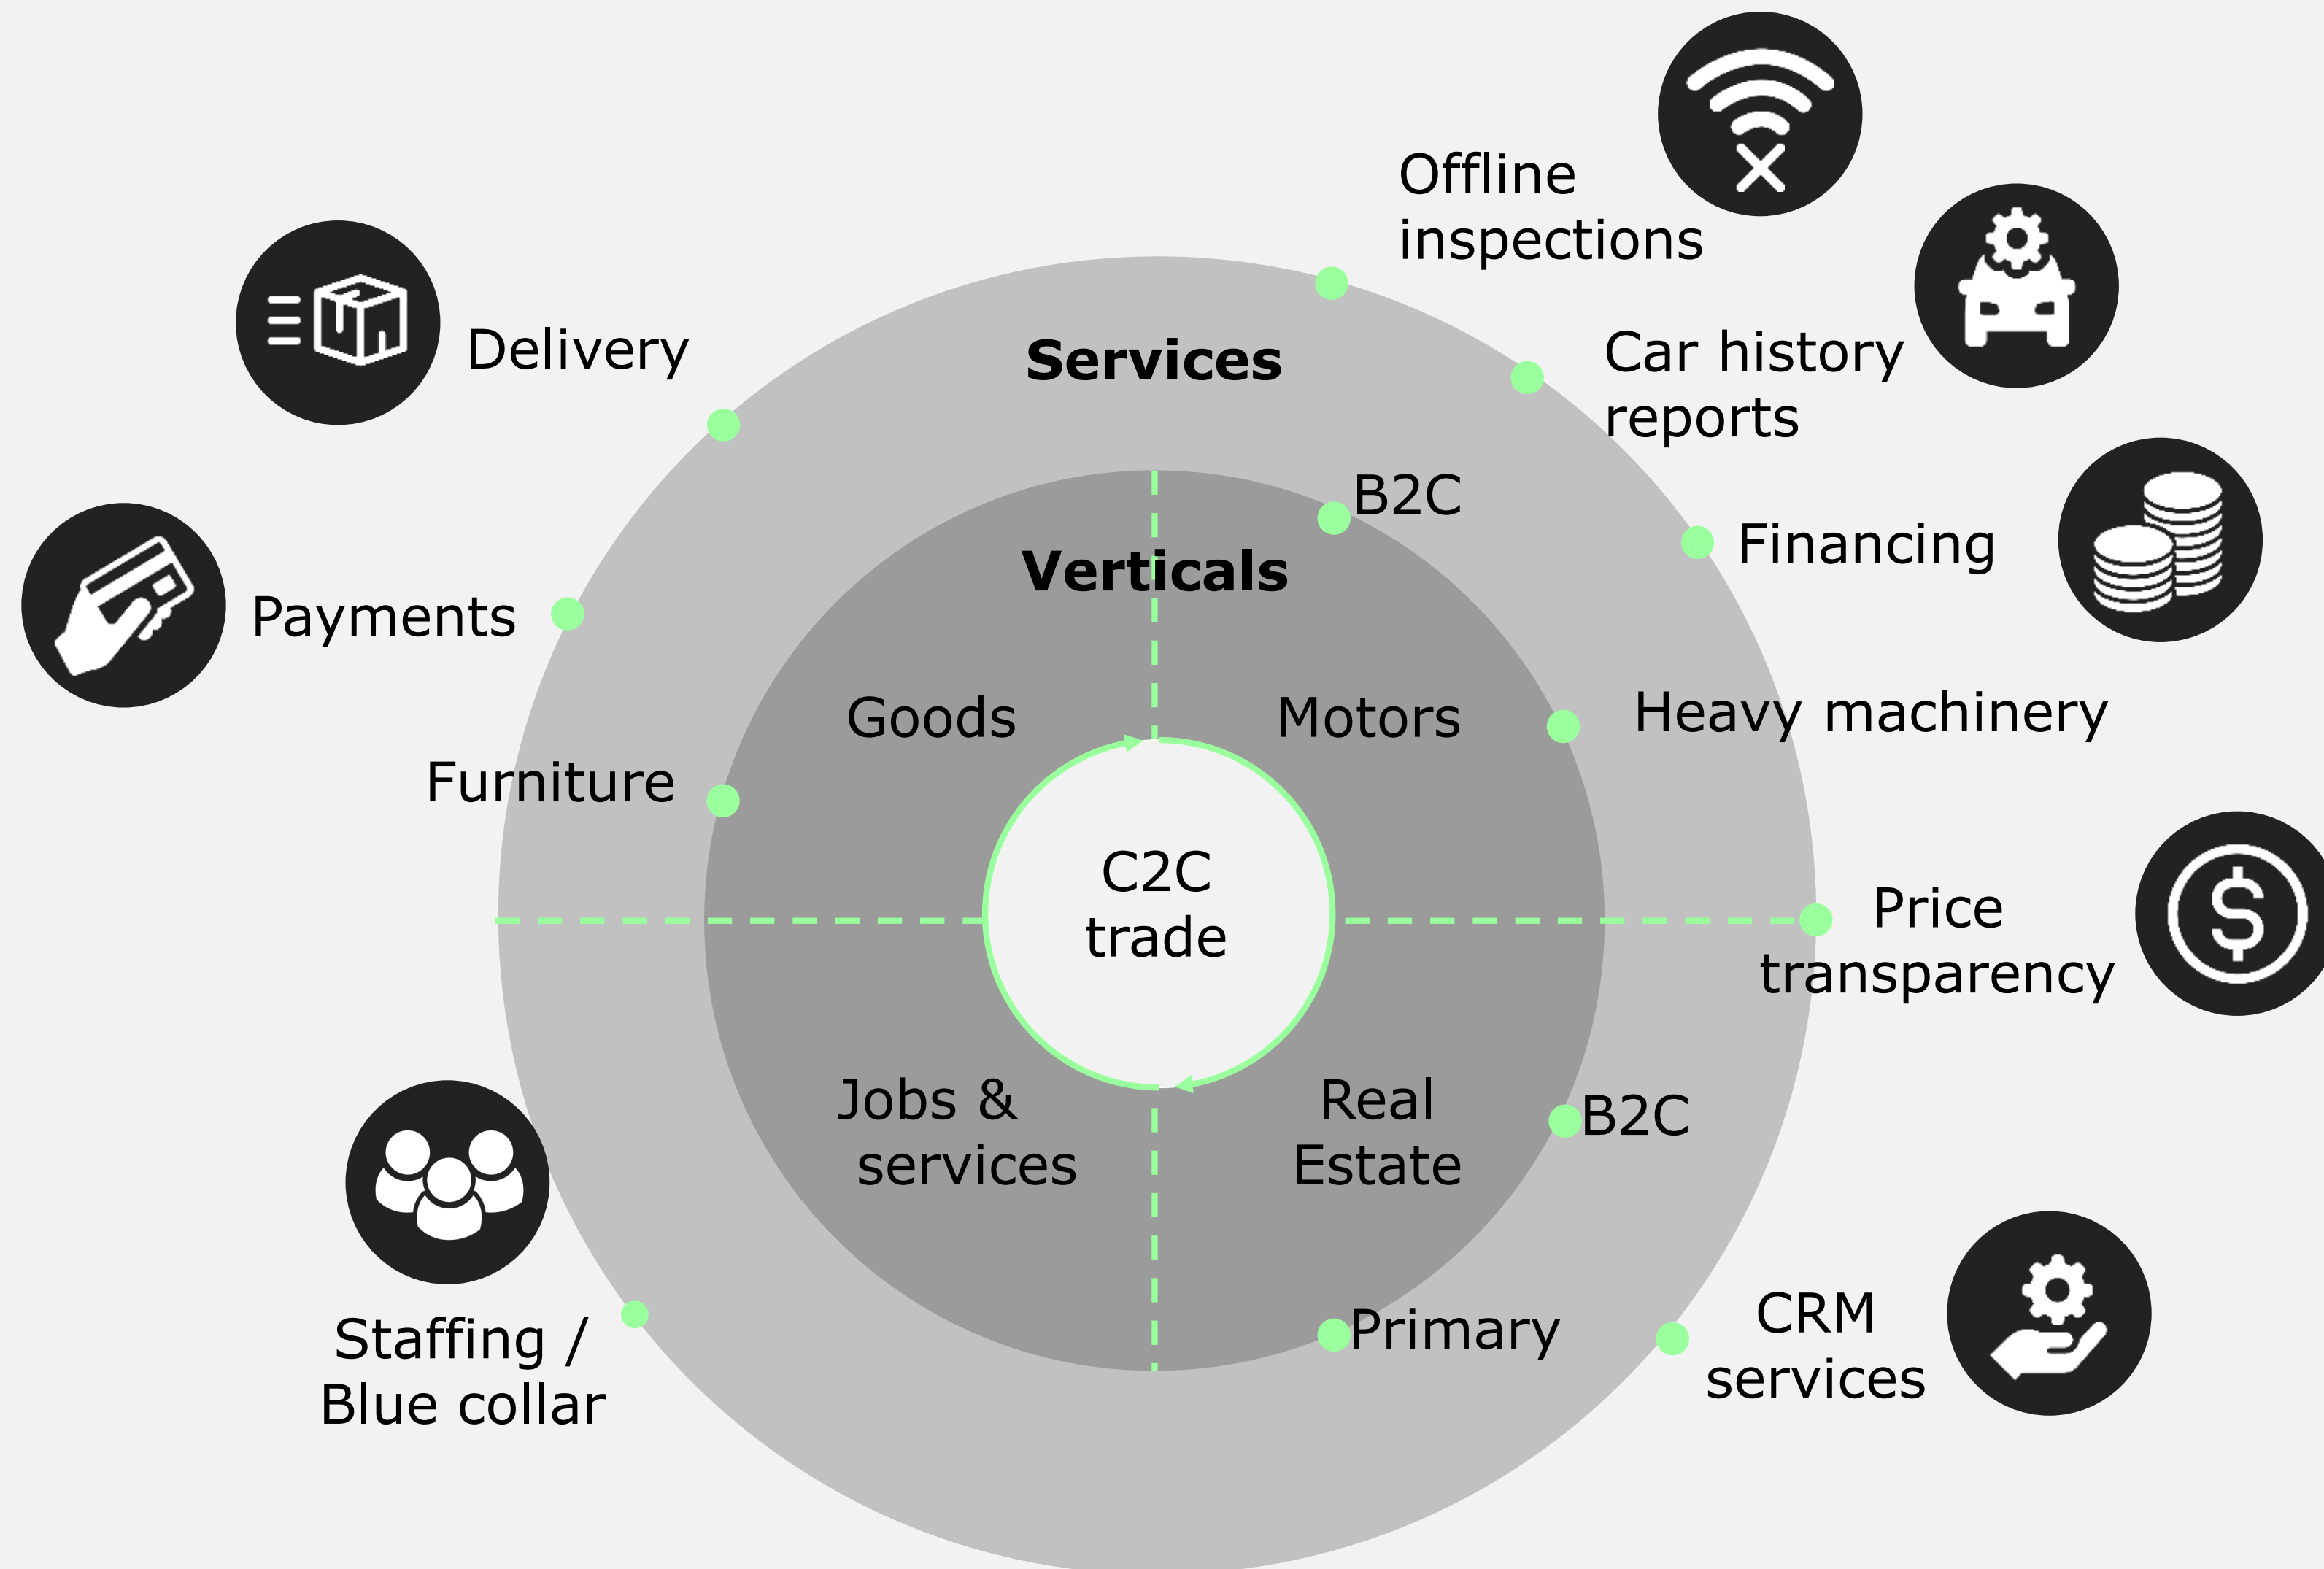 Offline
inspections
Delivery
Services
Car history
reports
B2C
Financing
Verticals
Payments
Goods
Motors
Heavy machinery
Furniture
C2C
trade
Price
transparency
Jobs &
services
Real
Estate
B2C
Staffing /
Blue collar
Primary
CRM
services